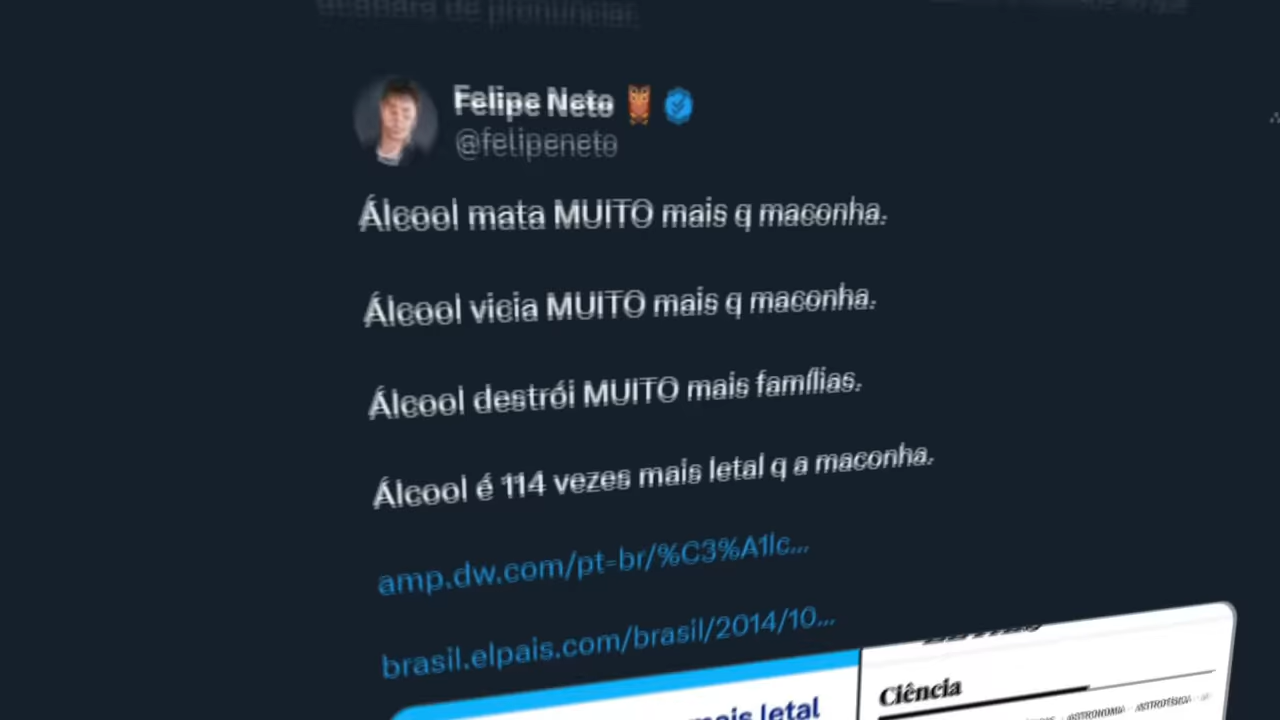 Felipe Neto
@felipeneto
Álcool mata MUITO mais q maconha.
Álcool vicia MUITO mais q maconha.
Álcool destrói MUITO mais famílias.
Álcool é 114 vezes mais letal q a maconha.
amp.dw.com/pt-br/%C3%A1lc...
brasil.elpais.com/brasil/2014/10...
Ciência
ASTRONOMIA ASTROFÍSICA
mais letal